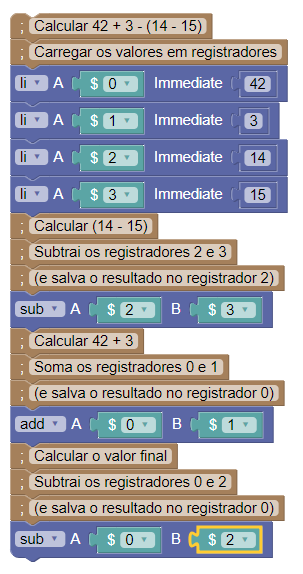 ; Calcular 42 + 3 - (14 - 15)
; Carregar os valores em registradores
li A $ 0 Immediate 42
li A $ 1 Immediate 3
li A $ 2 Immediate 14
li A $ 3 Immediate 15
; Calcular (14 - 15)
; Subtrai os registradores 2 e 3
; (e salva o resultado no registrador 2)
sub A $ 2 B $ 3
; Calcular 42 + 3
; Soma os registradores 0 e 1
; (e salva o resultado no registrador 0)
add A $ 0 B $ 1
; Calcular o valor final
; Subtrai os registradores 0 e 2
; (e salva o resultado no registrador 0)
sub A $ 0 B $ 2